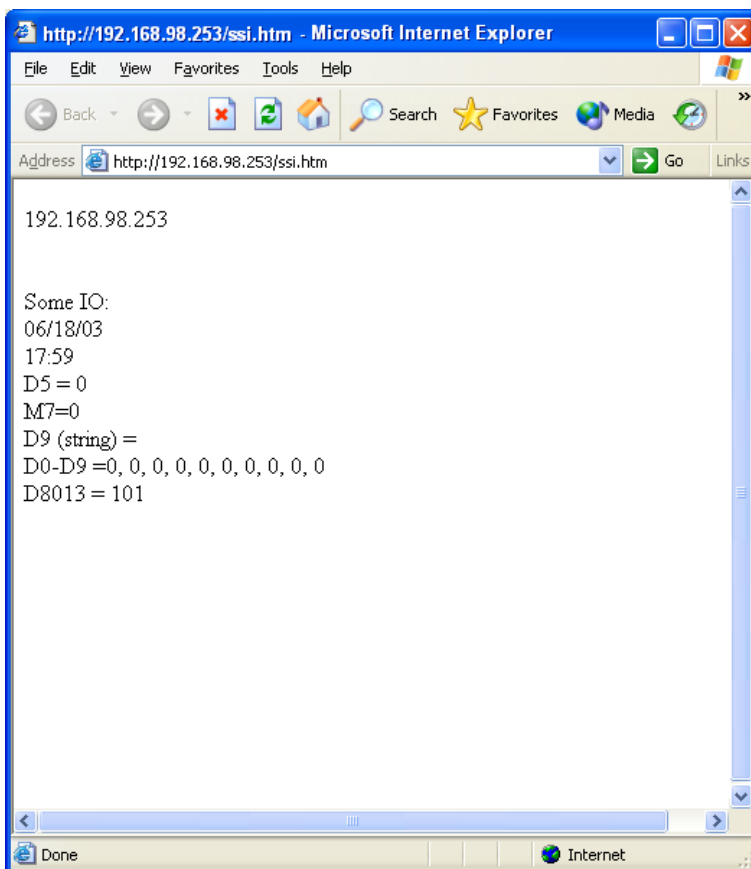 http://192.168.98.253/ssi.htm - Microsoft Internet Explorer
File Edit View Favorites Tools Help
Back Search Favorites Media »
Address http://192.168.98.253/ssi.htm Go Links
192.168.98.253
Some IO:
06/18/03
17:59
D5 = 0
M7=0
D9 (string) =
D0-D9 =0, 0, 0, 0, 0, 0, 0, 0, 0, 0
D8013 = 101
Done Internet